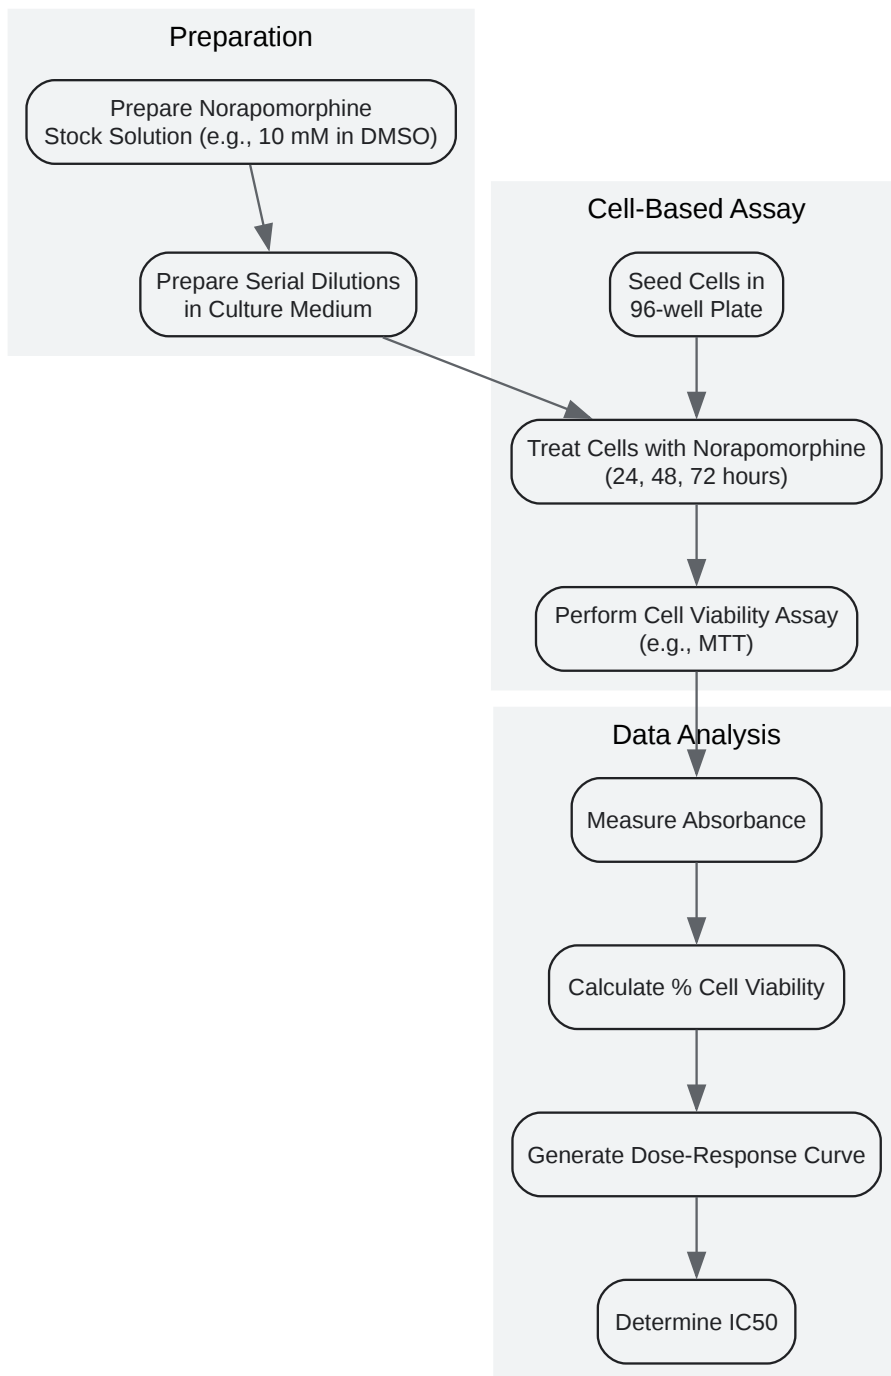 Preparation
Prepare Norapomorphine
Stock Solution (e.g., 10 mM in DMSO)
Prepare Serial Dilutions
in Culture Medium
Cell-Based Assay
Seed Cells in
96-well Plate
Treat Cells with Norapomorphine
(24, 48, 72 hours)
Perform Cell Viability Assay
(e.g., MTT)
Data Analysis
Measure Absorbance
Calculate % Cell Viability
Generate Dose-Response Curve
Determine IC50